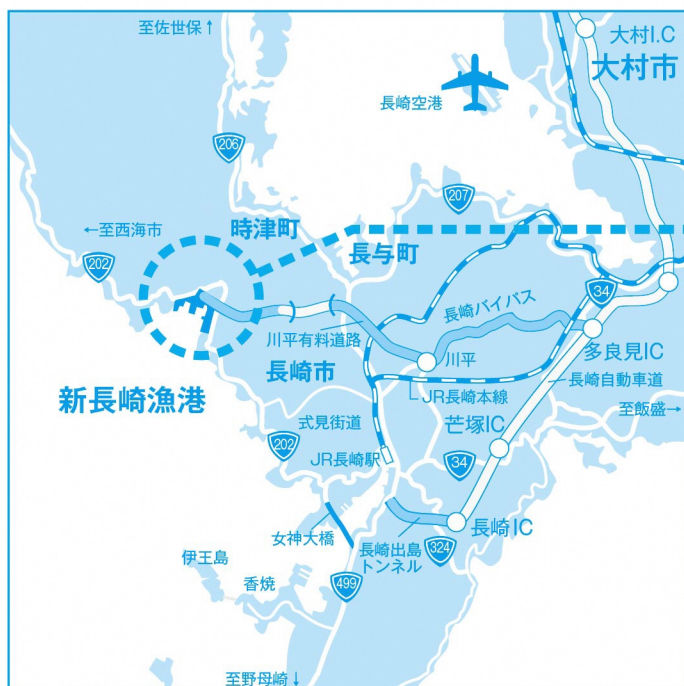 至佐世保↑
大村I.C
大村市
長崎空港
206
207
←至西海市
時津町
長与町
202
34
長崎バイパス
川平有料道路
川平
多良見IC
長崎市
長崎自動車道
新長崎漁港
JR長崎本線
至飯盛→
式見街道
芒塚IC
202
JR長崎駅
34
長崎IC
女神大橋
長崎出島
トンネル
324
伊王島
香焼
499
至野母崎↓